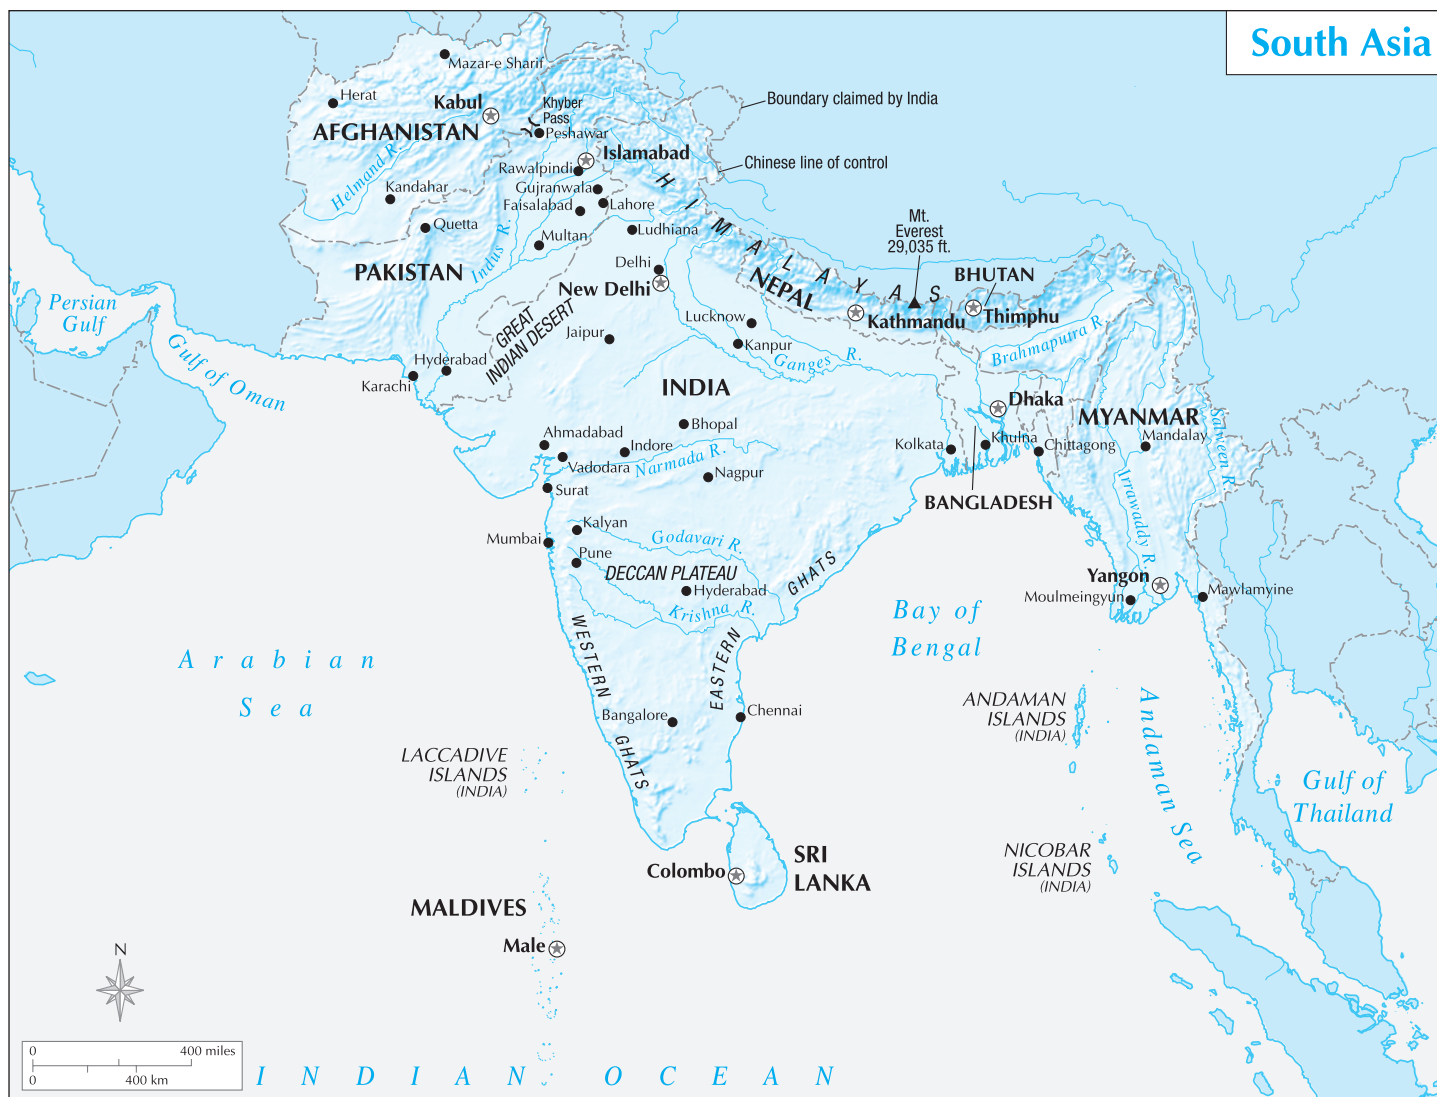 South Asia
Mazar-e Sharif
Herat
Kabul
Khyber
Pass
Boundary claimed by India
AFGHANISTAN
Peshawar
Islamabad
Chinese line of control
Helmand R.
Rawalpindi
Kandahar
Gujranwala
Faisalabad
Lahore
Quetta
Multan
Ludhiana
Indus R.
HIMALAYAS
Mt.
Everest
29,035 ft.
PAKISTAN
Delhi
New Delhi
NEPAL
BHUTAN
Persian
Gulf
GREAT
INDIAN DESERT
Lucknow
Kathmandu
Thimphu
Jaipur
Kanpur
Ganges R.
Brahmaputra R.
Gulf of Oman
Hyderabad
Karachi
INDIA
Dhaka
MYANMAR
Salween R.
Bhopal
Ahmadabad
Indore
Kolkata
Khulna
Chittagong
Mandalay
Vadodara
Narmada R.
Nagpur
Surat
BANGLADESH
Arrawaddy R.
Kalyan
Mumbai
Godavari R.
Pune
DECCAN PLATEAU
Hyderabad
Krishna R.
EASTERN GHATS
Yangon
Moulmeingyun
Mawlamyine
Bay of
Bengal
WESTERN GHATS
Arabian
Sea
Bangalore
Chennai
ANDAMAN
ISLANDS
(INDIA)
Andaman Sea
LACCADIVE
ISLANDS
(INDIA)
Gulf of
Thailand
NICOBAR
ISLANDS
(INDIA)
Colombo
SRI
LANKA
MALDIVES
Male
N
0 400 miles
0 400 km
INDIAN OCEAN